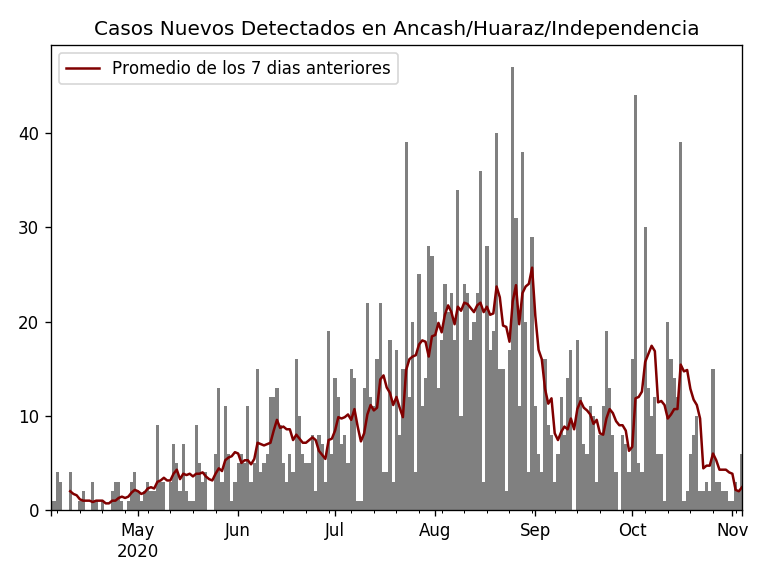 Casos Nuevos Detectados en Ancash/Huaraz/Independencia
Promedio de los 7 dias anteriores
40
30
20
10
0
May Jun Jul Aug Sep Oct Nov
2020